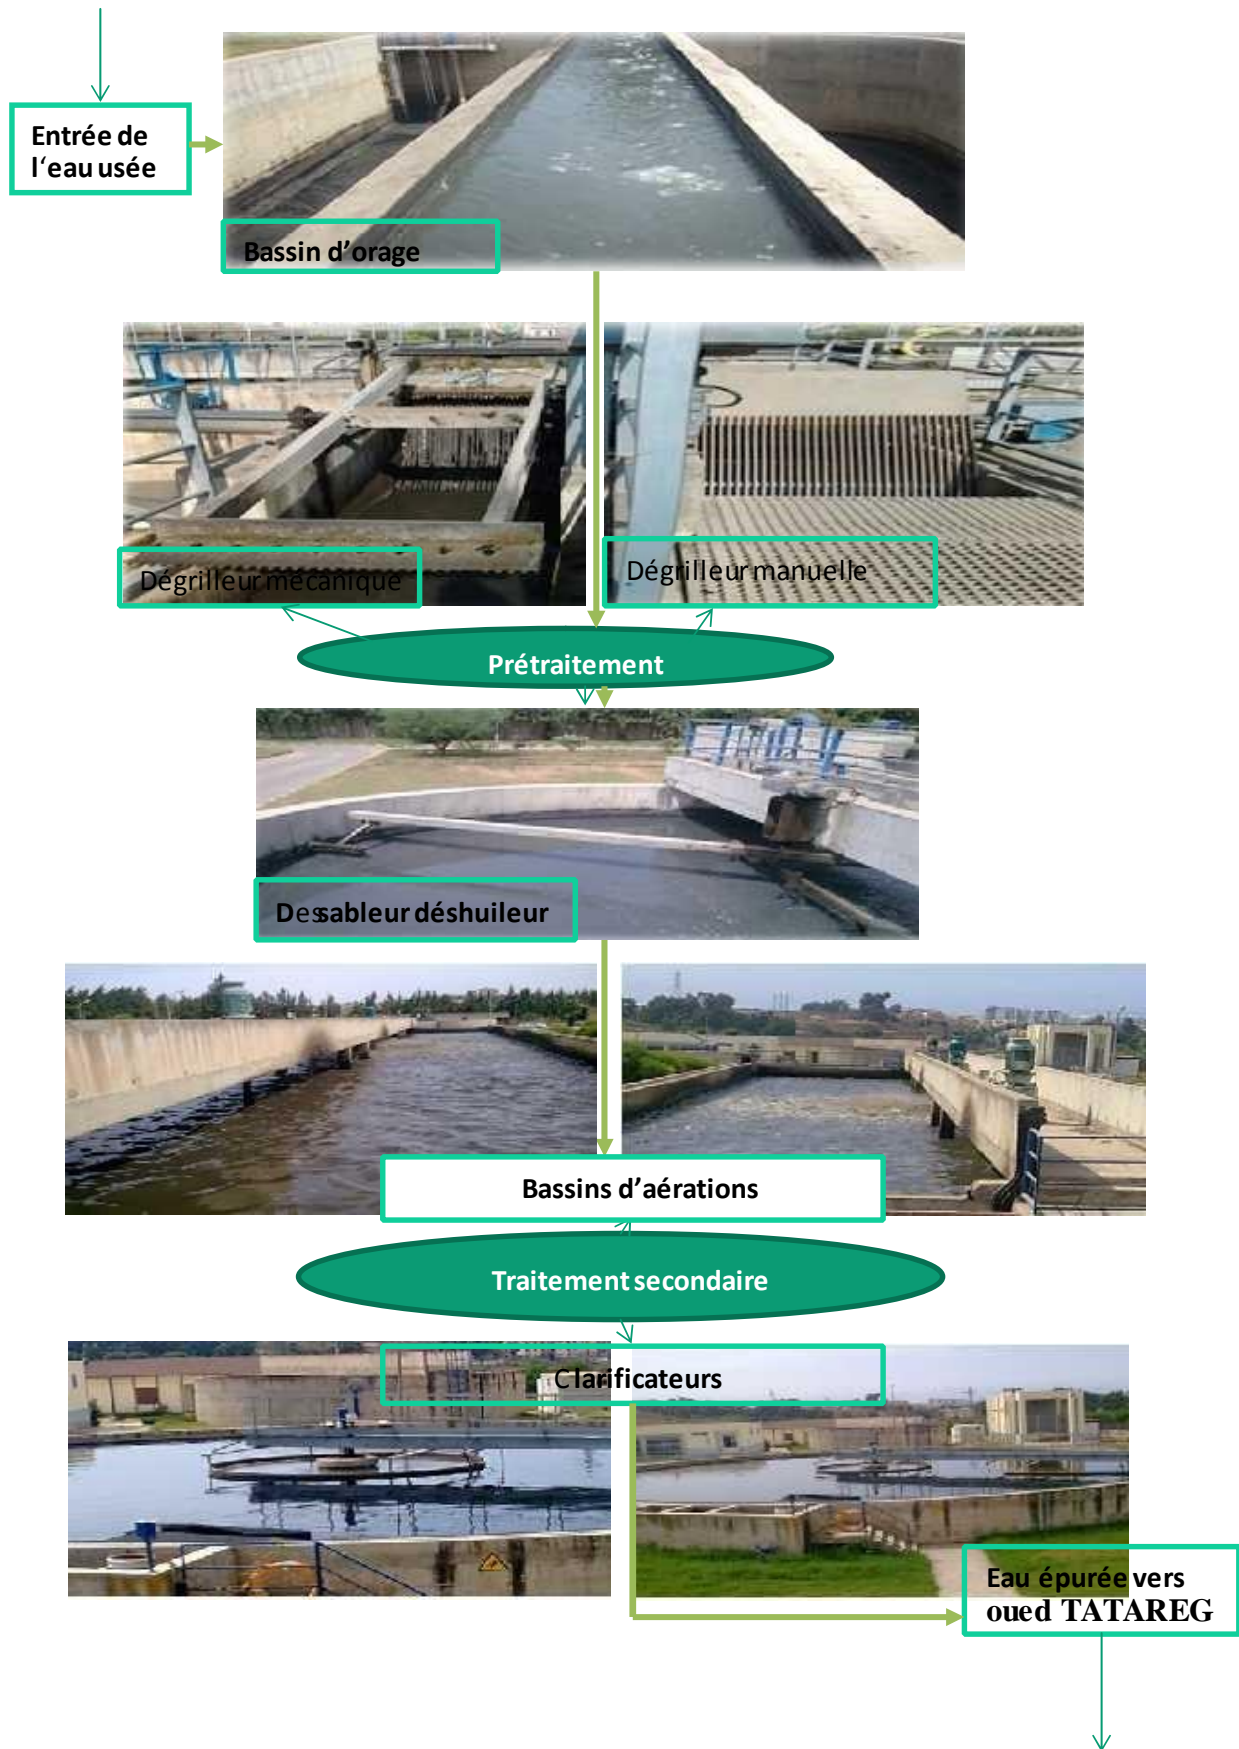 Entrée de
l'eau usée
Bassin d'orage
Dégrilleur mécanique
Dégrilleur manuelle
Prétraitement
Dessableur déshuileur
Bassins d'aérations
Traitement secondaire
Clarificateurs
Eau épurée vers
oued TATAREG